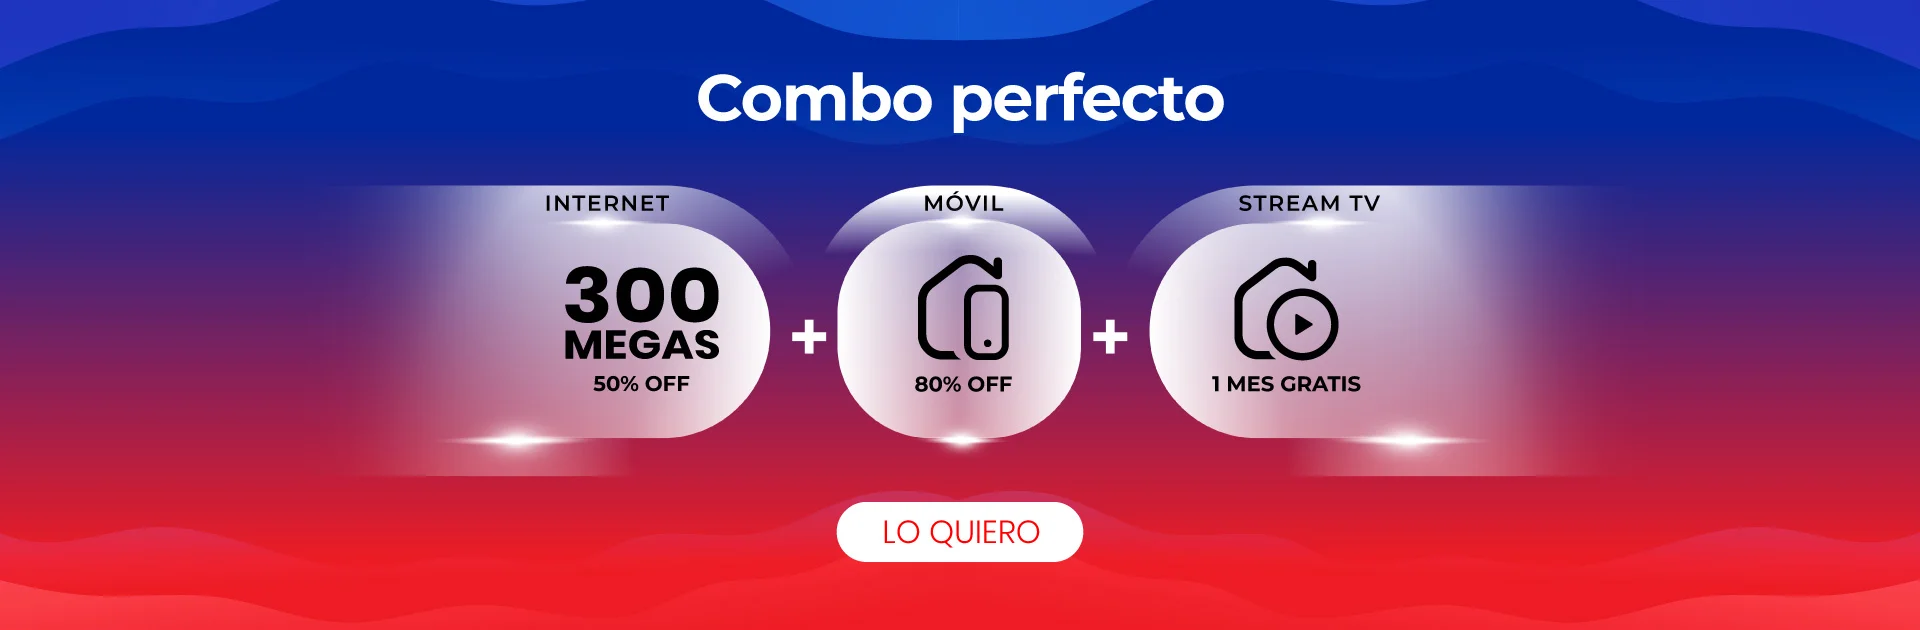 Combo perfecto
INTERNET
300
MEGAS
50% OFF
+
MÓVIL
80% OFF
+
STREAM TV
1 MES GRATIS
LO QUIERO